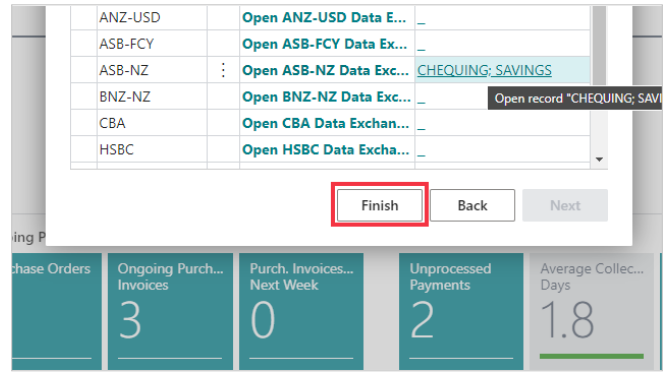 ANZ-USD Open ANZ-USD Data E... _
ASB-FCY Open ASB-FCY Data Ex... _
ASB-NZ Open ASB-NZ Data Exc... CHEQUING; SAVINGS
BNZ-NZ Open BNZ-NZ Data Exc... _
Open record "CHEQUING; SAVI
CBA Open CBA Data Exchan... _
HSBC Open HSBC Data Excha... _
Finish Back Next
ing P
hase Orders
Ongoing Purch...
Invoices
3
Purch. Invoices...
Next Week
0
Unprocessed
Payments
2
Average Collec...
Days
1.8